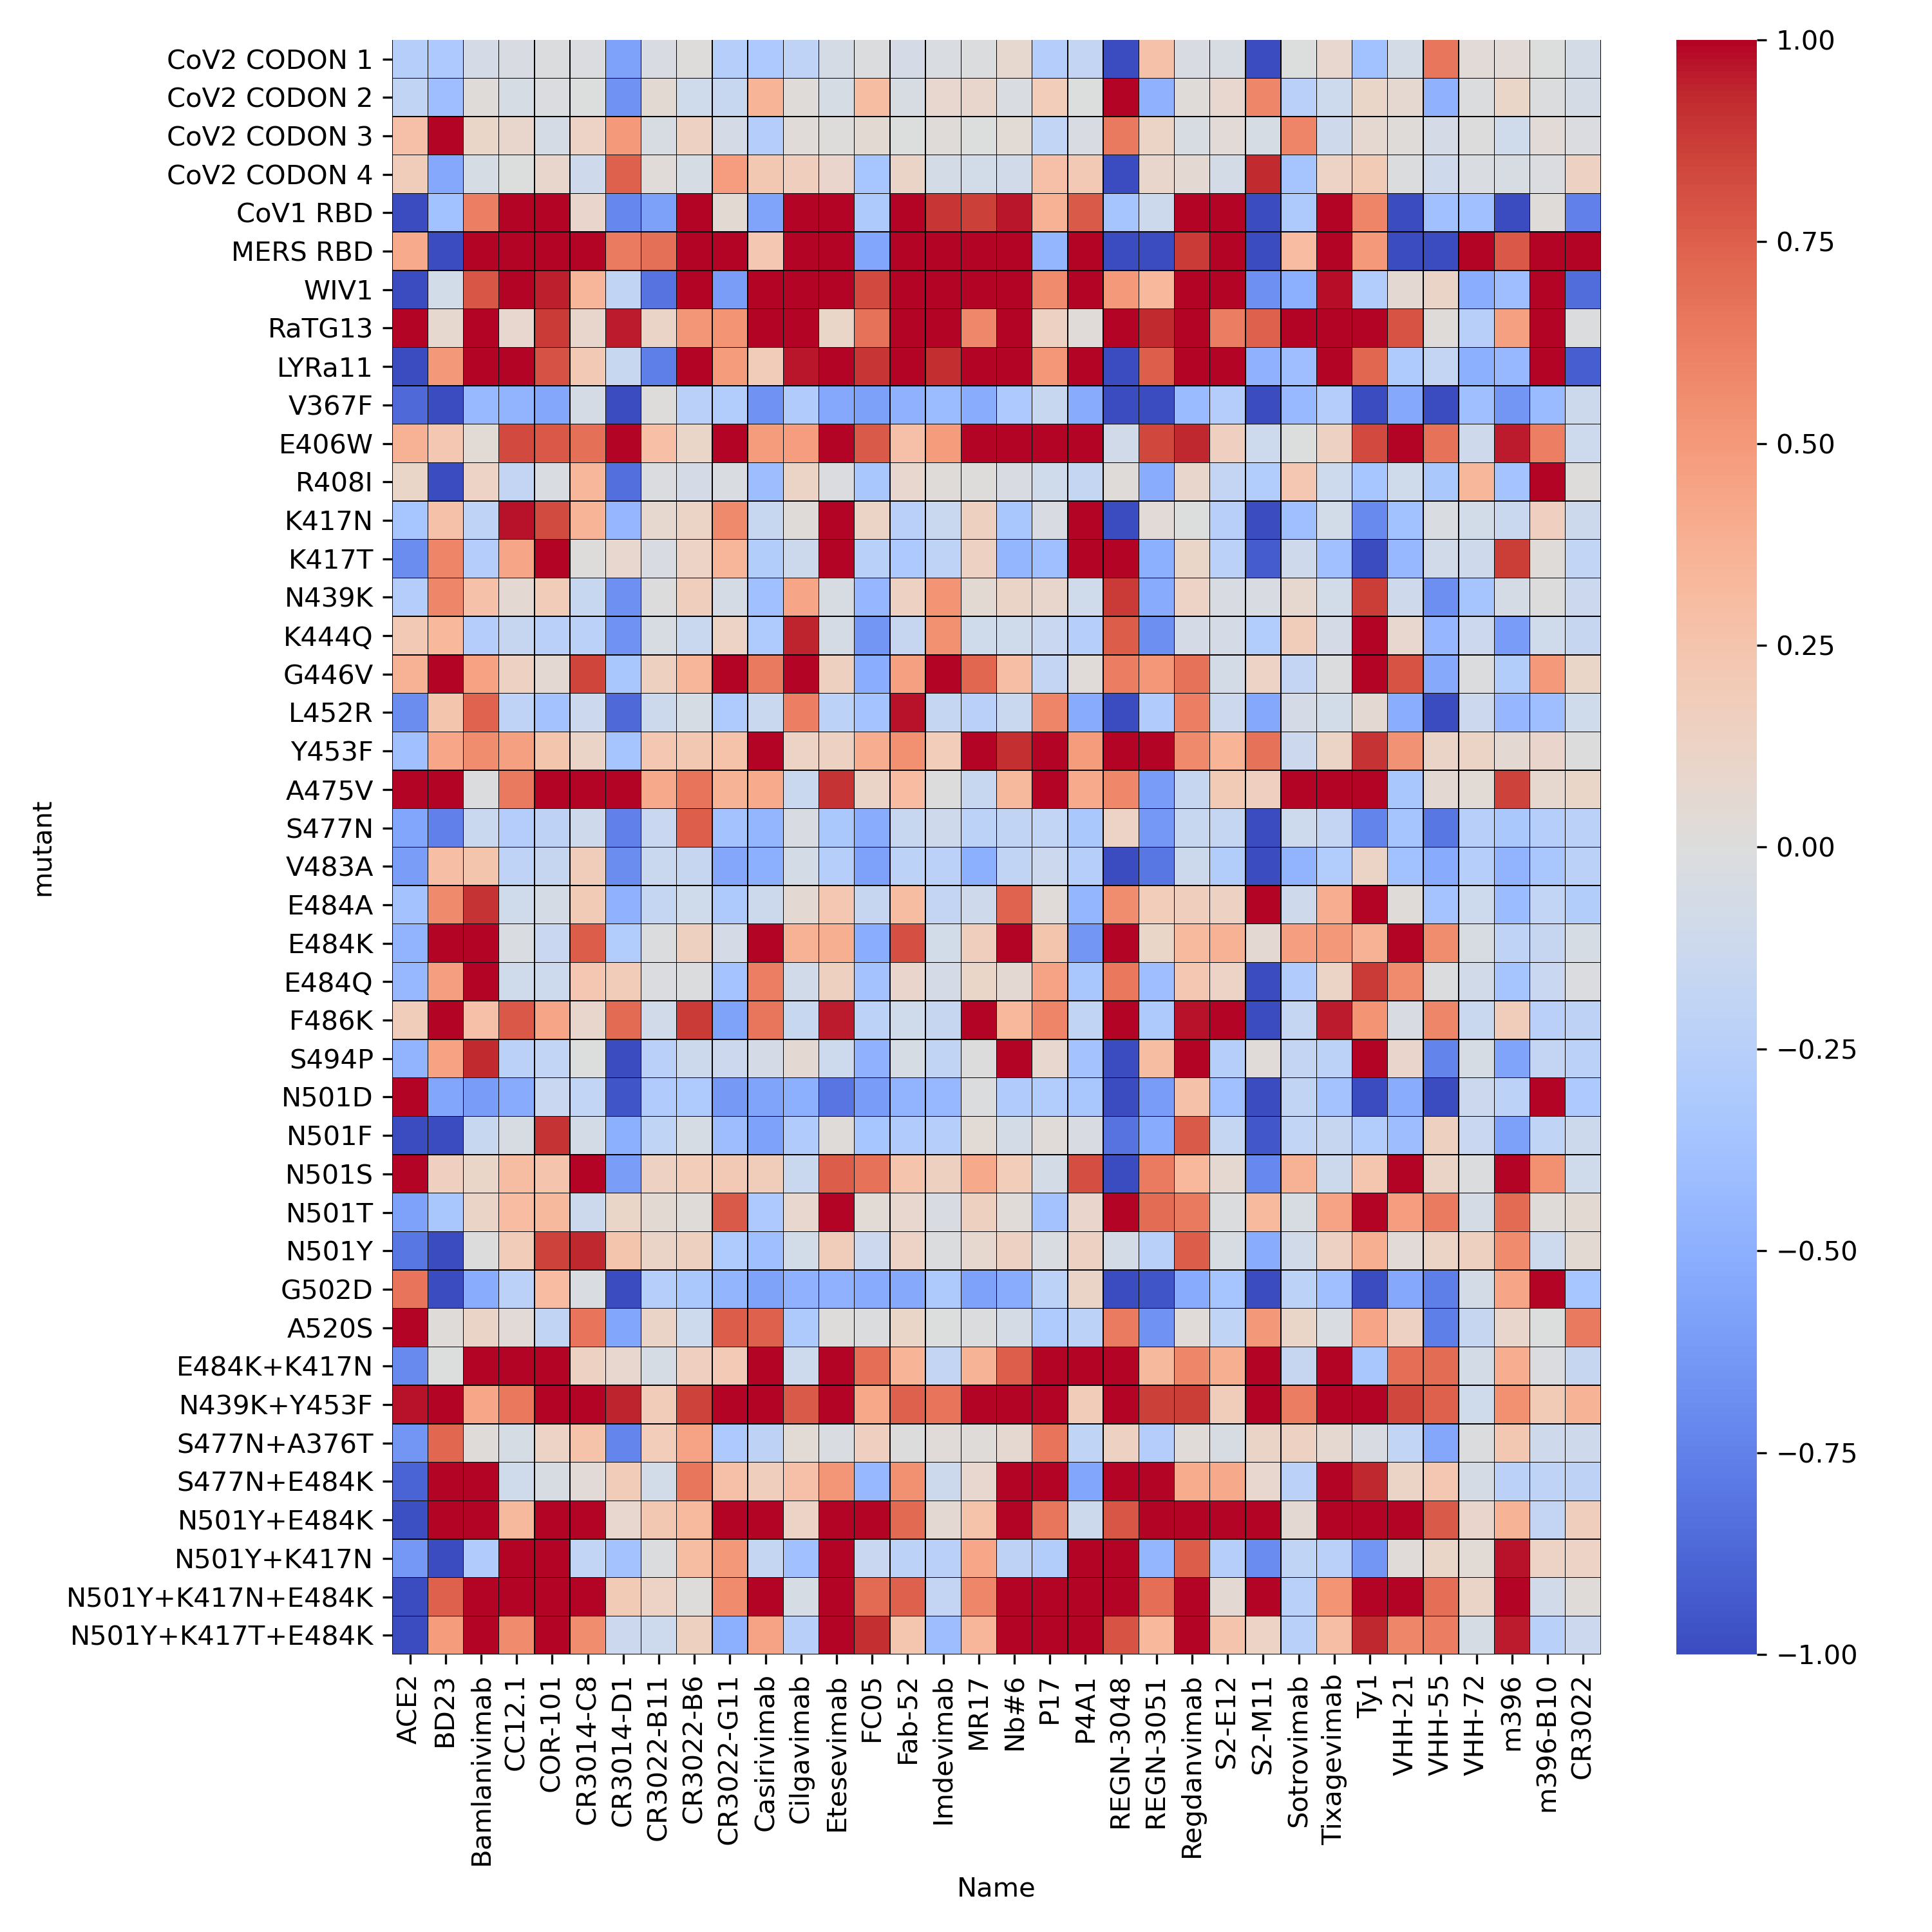 CoV2 CODON 1
CoV2 CODON 2
CoV2 CODON 3
CoV2 CODON 4
CoV1 RBD
MERS RBD
WIV1
RaTG13
LYRa11
V367F
E406W
R408I
K417N
K417T
N439K
K444Q
G446V
L452R
Y453F
A475V
S477N
V483A
E484A
E484K
E484Q
F486K
S494P
N501D
N501F
N501S
N501T
N501Y
G502D
A520S
E484K+K417N
N439K+Y453F
S477N+A376T
S477N+E484K
N501Y+E484K
N501Y+K417N
N501Y+K417N+E484K
N501Y+K417T+E484K
mutant
ACE2
BD23
Bamlanivimab
CC12.1
COR-101
CR3014-C8
CR3014-D1
CR3022-B11
CR3022-B6
CR3022-G11
Casirivimab
Cilgavimab
Etesevimab
FC05
Fab-52
Imdevimab
MR17
Nb#6
P17
P4A1
REGN-3048
REGN-3051
Regdanvimab
S2-E12
S2-M11
Sotrovimab
Tixagevimab
Ty1
VHH-21
VHH-55
VHH-72
m396
m396-B10
CR3022
Name
1.00
0.75
0.50
0.25
0.00
−0.25
−0.50
−0.75
−1.00